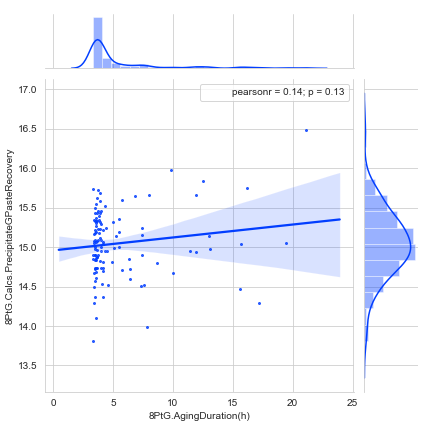 pearsonr = 0.14; p = 0.13
17.0
16.5
16.0
15.5
15.0
14.5
14.0
13.5
8PtG.Calcs.PrecipitateGPasteRecovery
0 5 10 15 20 25
8PtG.AgingDuration(h)